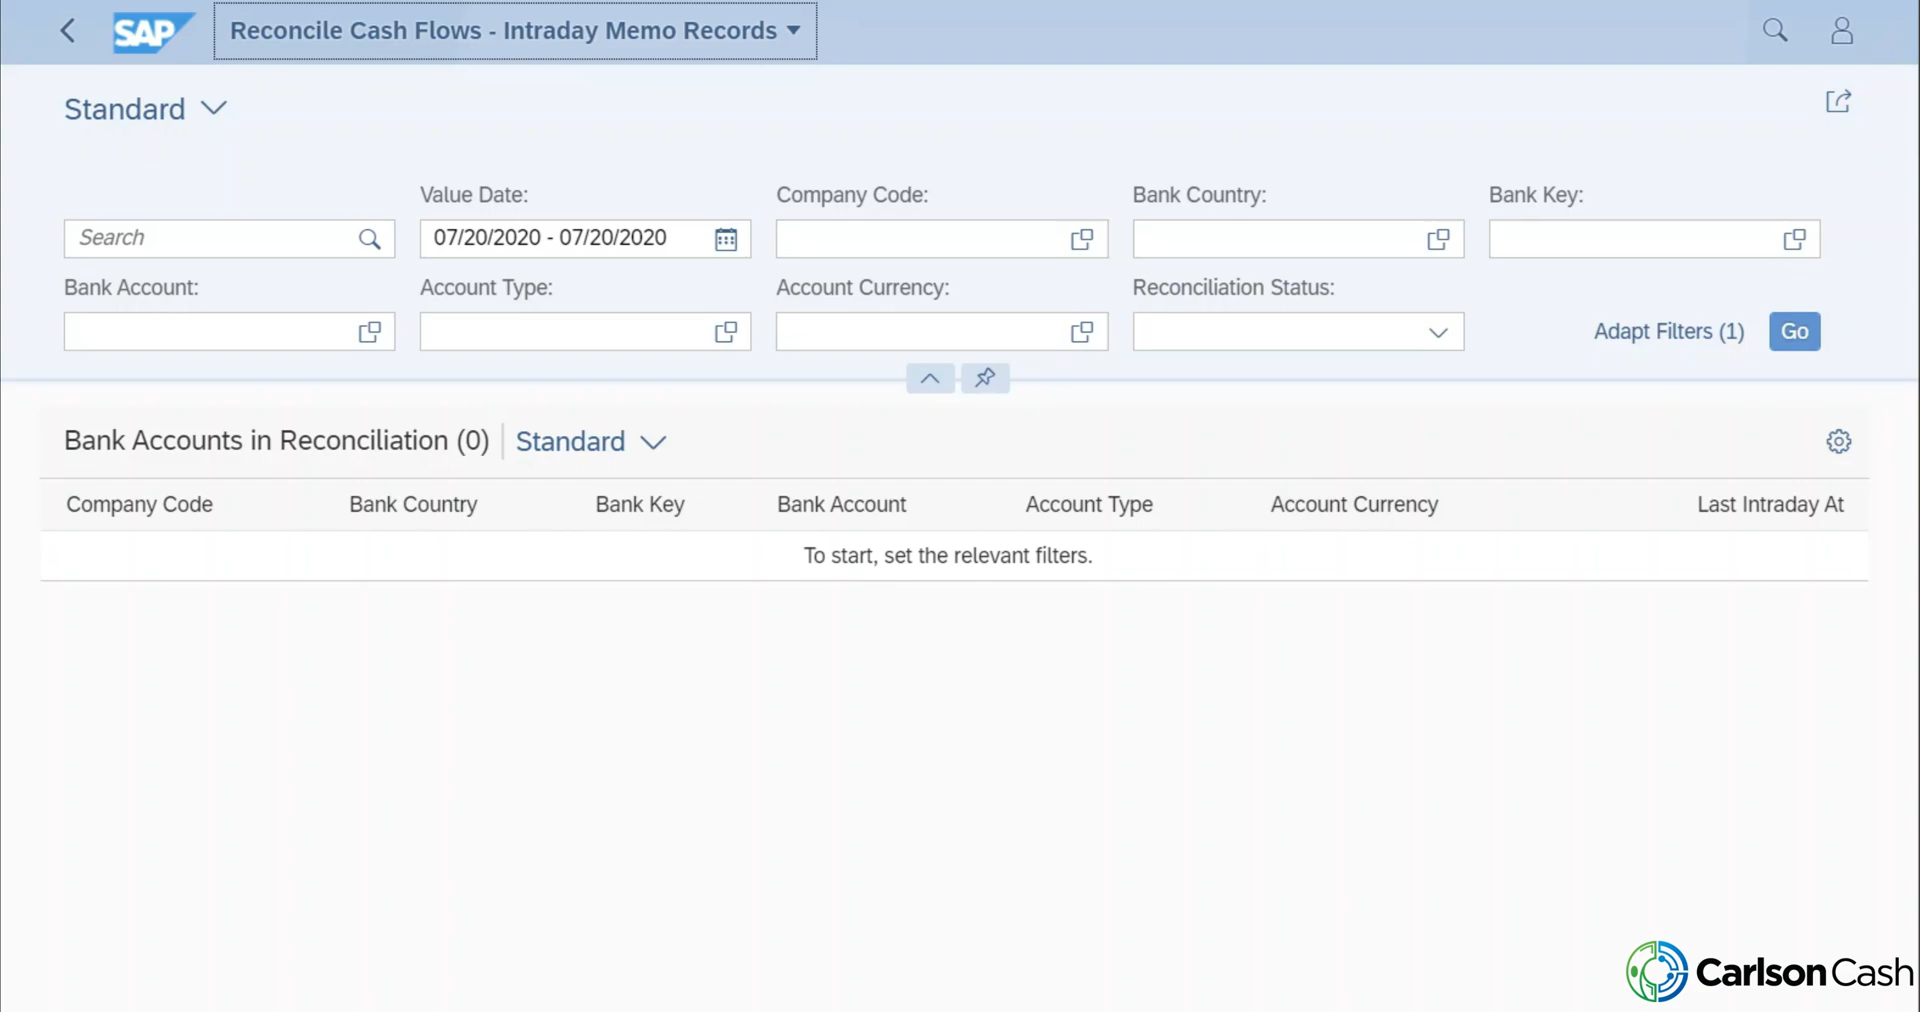 SAP Reconcile Cash Flows - Intraday Memo Records
Standard
Value Date: Company Code: Bank Country: Bank Key:
Search 07/20/2020 - 07/20/2020
Bank Account: Account Type: Account Currency: Reconciliation Status:
Adapt Filters (1) Go
Bank Accounts in Reconciliation (0) Standard
Company Code Bank Country Bank Key Bank Account Account Type Account Currency Last Intraday At
To start, set the relevant filters.
Carlson Cash